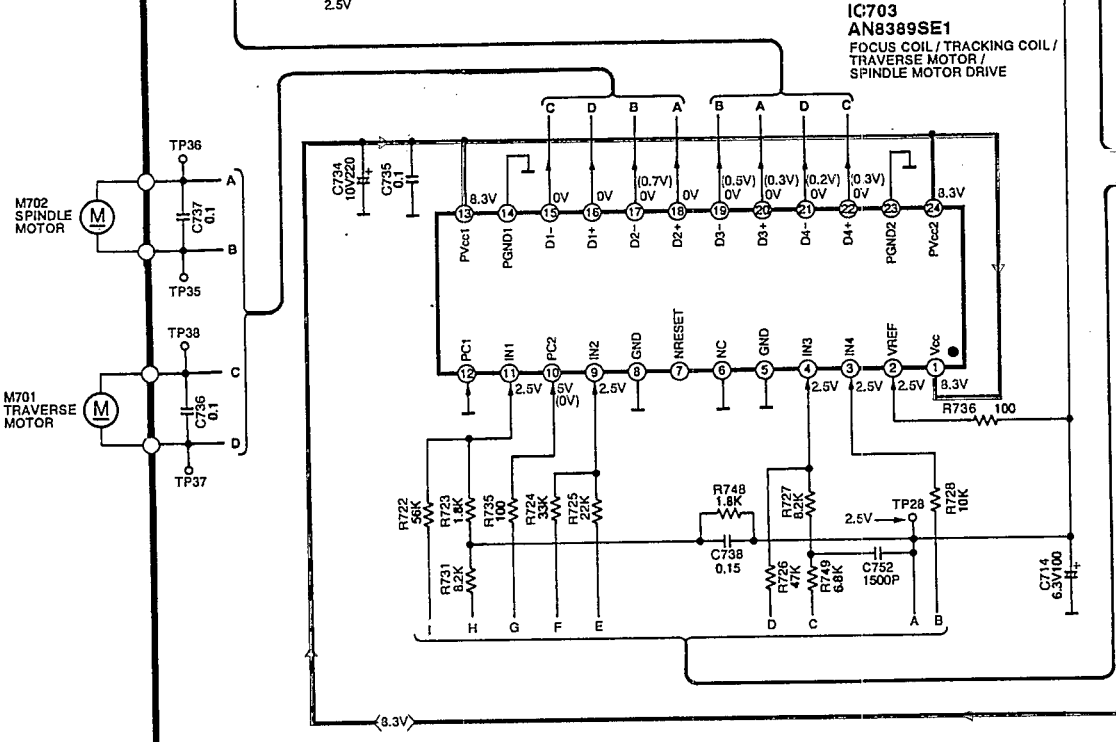 2.5V
IC703
AN8389SE1
FOCUS COIL / TRACKING COIL /
TRAVERSE MOTOR /
SPINDLE MOTOR DRIVE
C D B A
B A D C
TP36
M702
SPINDLE
MOTOR
M
C737
0.1
A
B
TP35
TP38
M701
TRAVERSE
MOTOR
M
C736
0.1
C
D
TP37
C734
10V220
+
C735
0.1
8.3V
0V
0V
(0.7V)
0V
0V
(0.5V)
0V
(0.3V)
0V
(0.2V)
0V
(0.3V)
0V
8.3V
13 14 15 16 17 18 19 20 21 22 23 24
PVcc1
PGND1
D1-
D1+
D2-
D2+
D3-
D3+
D4-
D4+
PGND2
PVcc2
PC1
IN1
PC2
IN2
GND
NRESET
NC
GND
IN3
IN4
VREF
Vcc
12 11 10 9 8 7 6 5 4 3 2 1
2.5V
5V
(0V)
2.5V
2.5V
2.5V
2.5V
8.3V
R736 100
R722
56K
R723
1.8K
R735
100
R724
33K
R725
22K
R748
1.8K
C738
0.15
R727
8.2K
R728
10K
TP28
2.5V
R731
8.2K
R726
47K
R749
6.8K
C752
1500P
C714
6.3V100
+
I H G F E
D C A B
(8.3V)